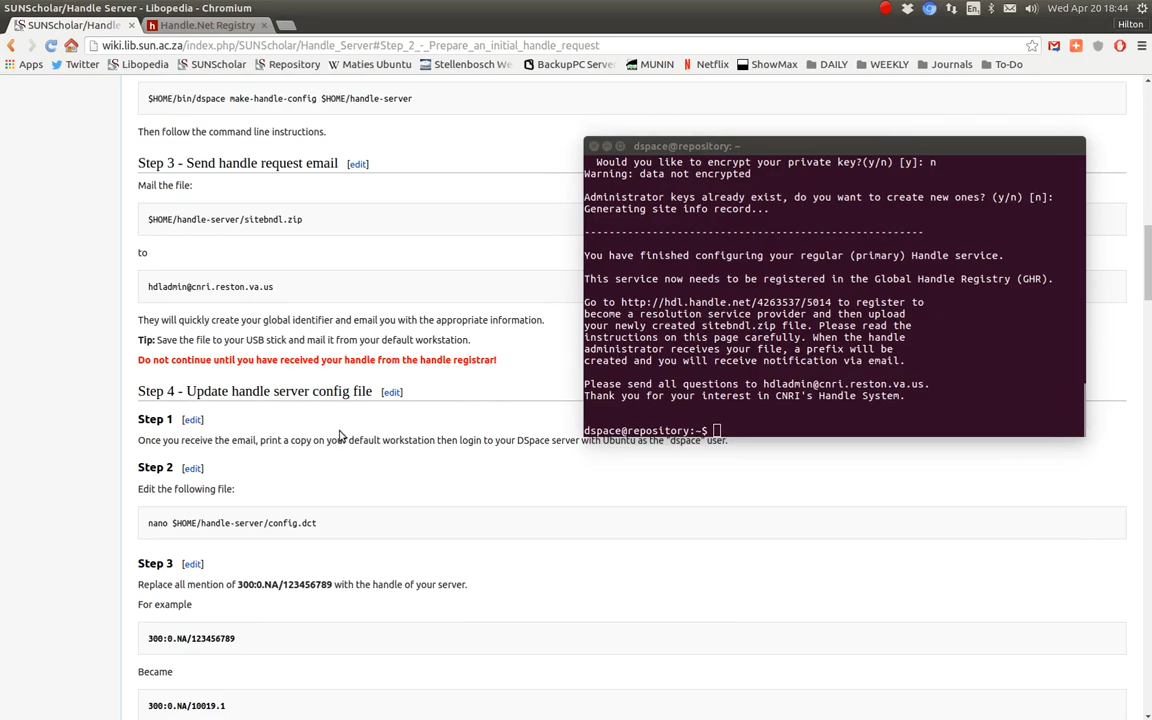 SUNScholar/Handle Server - Libopedia - Chromium
En
Wed Apr 20 18:44
SUNScholar/Handle
Handle.Net Registry
Hilton
wiki.lib.sun.ac.za/index.php/SUNScholar/Handle_Server#Step_2_-_Prepare_an_initial_handle_request
Apps Twitter Libopedia SUNScholar Repository Maties Ubuntu Stellenbosch We BackupPC Server MUNIN Netflix ShowMax DAILY WEEKLY Journals To-Do
$HOME/bin/dspace make-handle-config $HOME/handle-server
Then follow the command line instructions.
Step 3 - Send handle request email [edit]
Mail the file:
$HOME/handle-server/sitebndl.zip
to
hdladmin@cnri.reston.va.us
They will quickly create your global identifier and email you with the appropriate information.
Tip: Save the file to your USB stick and mail it from your default workstation.
Do not continue until you have received your handle from the handle registrar!
Step 4 - Update handle server config file [edit]
Step 1 [edit]
Once you receive the email, print a copy on your default workstation then login to your DSpace server with Ubuntu as the "dspace" user.
Step 2 [edit]
Edit the following file:
nano $HOME/handle-server/config.dct
Step 3 [edit]
Replace all mention of 300:0.NA/123456789 with the handle of your server.
For example
300:0.NA/123456789
Became
300:0.NA/10019.1
dspace@repository: ~
Would you like to encrypt your private key?(y/n) [y]: n
Warning: data not encrypted
Administrator keys already exist, do you want to create new ones? (y/n) [n]:
Generating site info record...
-------------------------------------------------------
You have finished configuring your regular (primary) Handle service.
This service now needs to be registered in the Global Handle Registry (GHR).
Go to http://hdl.handle.net/4263537/5014 to register to
become a resolution service provider and then upload
your newly created sitebndl.zip file. Please read the
instructions on this page carefully. When the handle
administrator receives your file, a prefix will be
created and you will receive notification via email.
Please send all questions to hdladmin@cnri.reston.va.us.
Thank you for your interest in CNRI's Handle System.
dspace@repository:~$